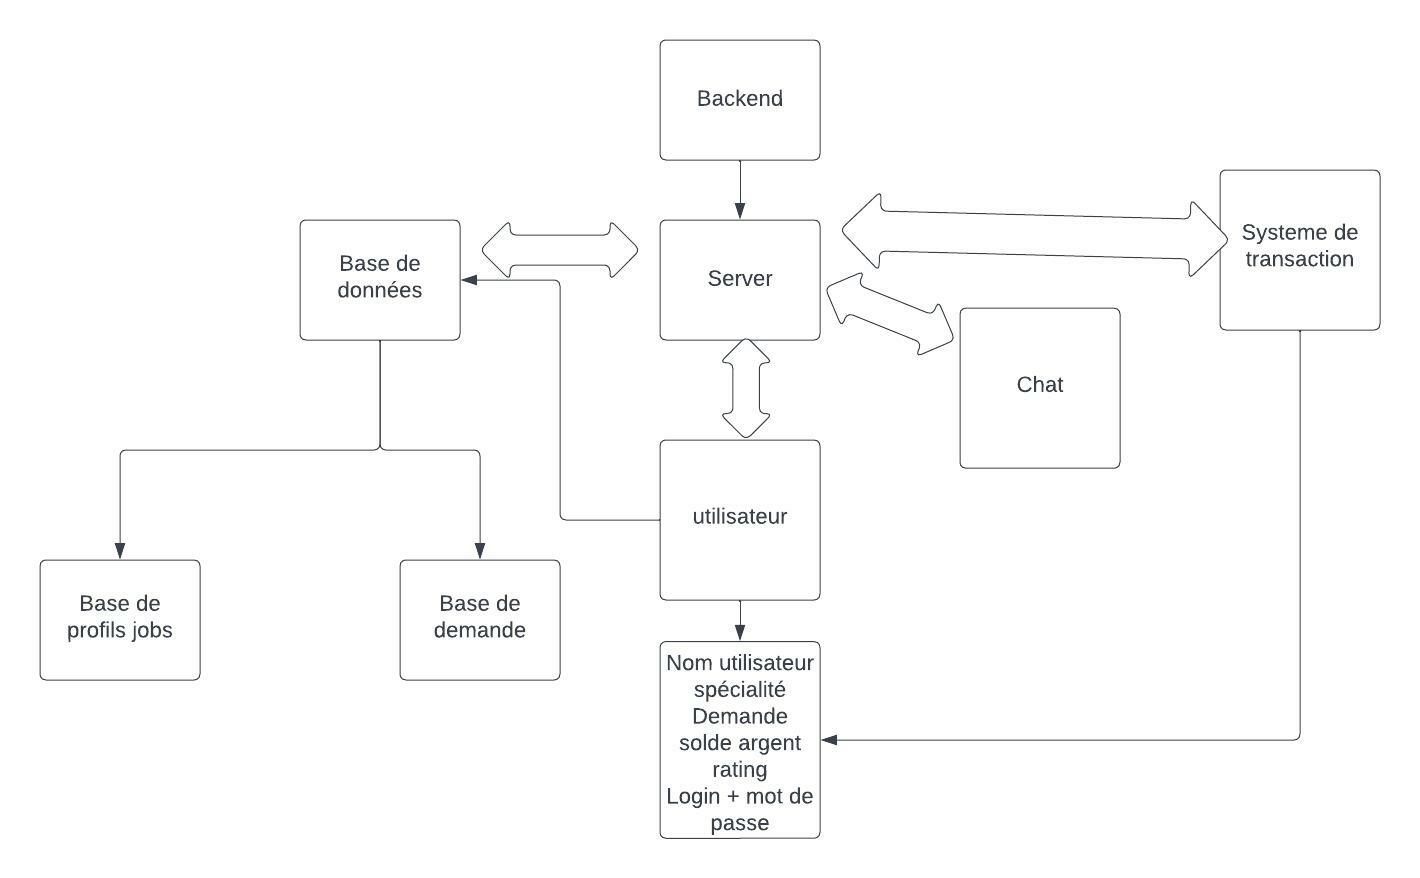 Backend
Systeme de
transaction
Base de
données
Server
Chat
utilisateur
Base de
profils jobs
Base de
demande
Nom utilisateur
spécialité
Demande
solde argent
rating
Login + mot de
passe